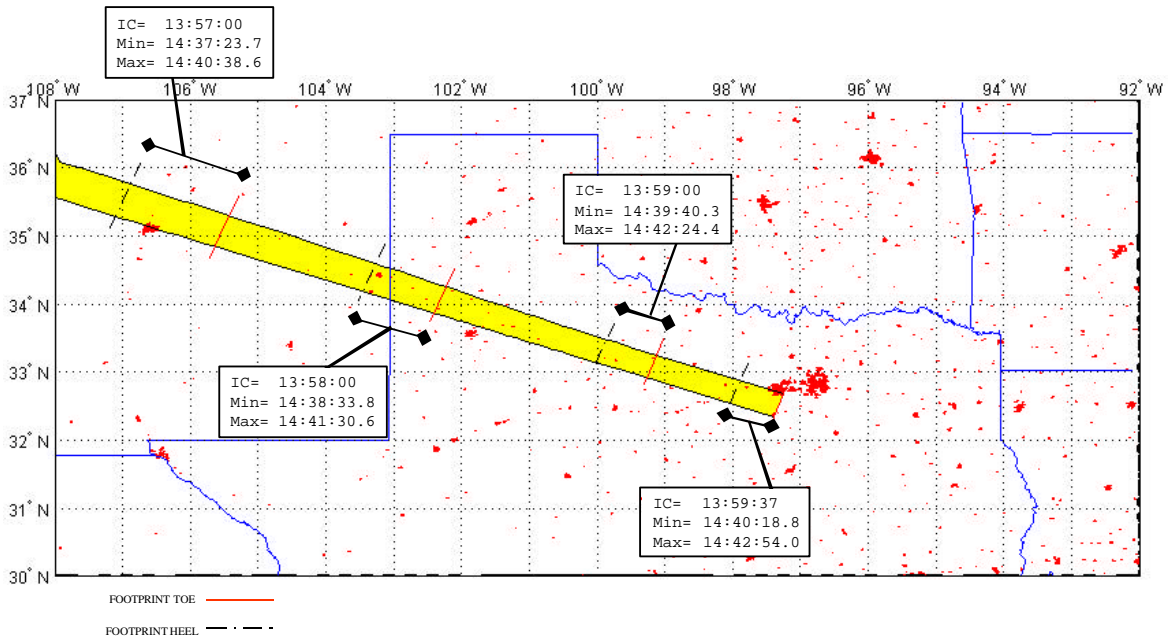 IC= 13:57:00
Min= 14:37:23.7
Max= 14:40:38.6
108° W 106° W 104° W 102° W 100° W 98° W 96° W 94° W 92° W
37° N
36° N
35° N
34° N
33° N
32° N
31° N
30° N
IC= 13:59:00
Min= 14:39:40.3
Max= 14:42:24.4
IC= 13:58:00
Min= 14:38:33.8
Max= 14:41:30.6
IC= 13:59:37
Min= 14:40:18.8
Max= 14:42:54.0
FOOTPRINT TOE
FOOTPRINT HEEL